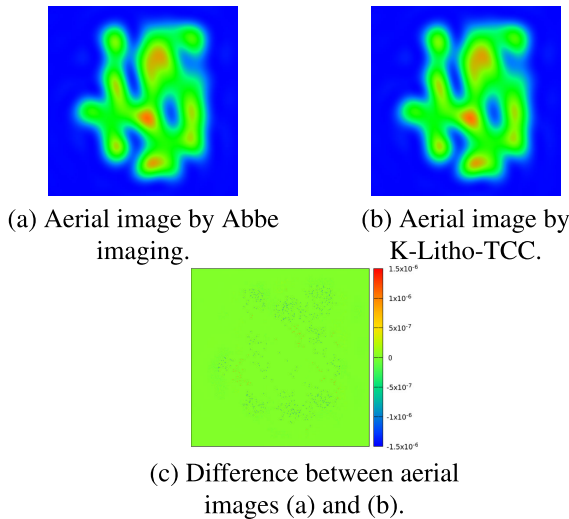 (a) Aerial image by Abbe
imaging.
(b) Aerial image by
K-Litho-TCC.
1.5x10⁻⁶
1x10⁻⁶
5x10⁻⁷
0
-5x10⁻⁷
-1x10⁻⁶
-1.5x10⁻⁶
(c) Difference between aerial
images (a) and (b).